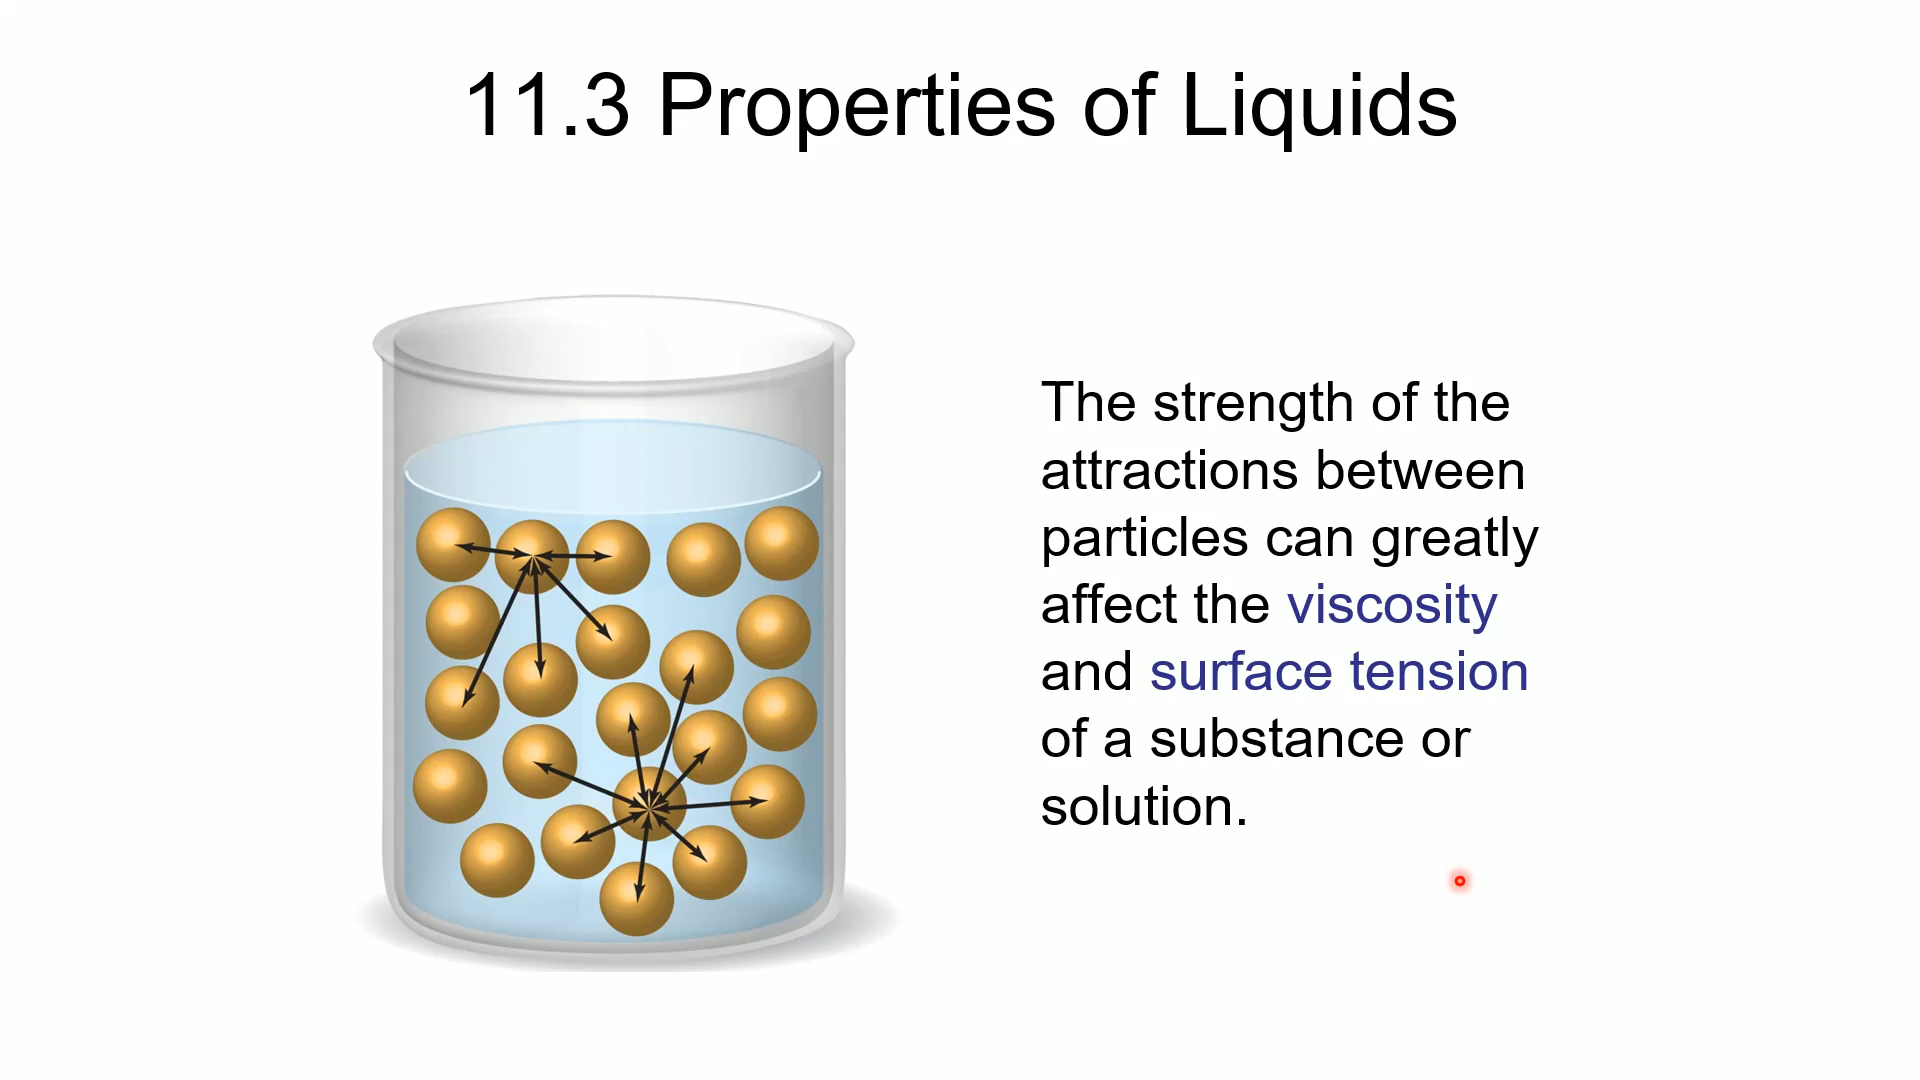 11.3 Properties of Liquids
The strength of the
attractions between
particles can greatly
affect the viscosity
and surface tension
of a substance or
solution.